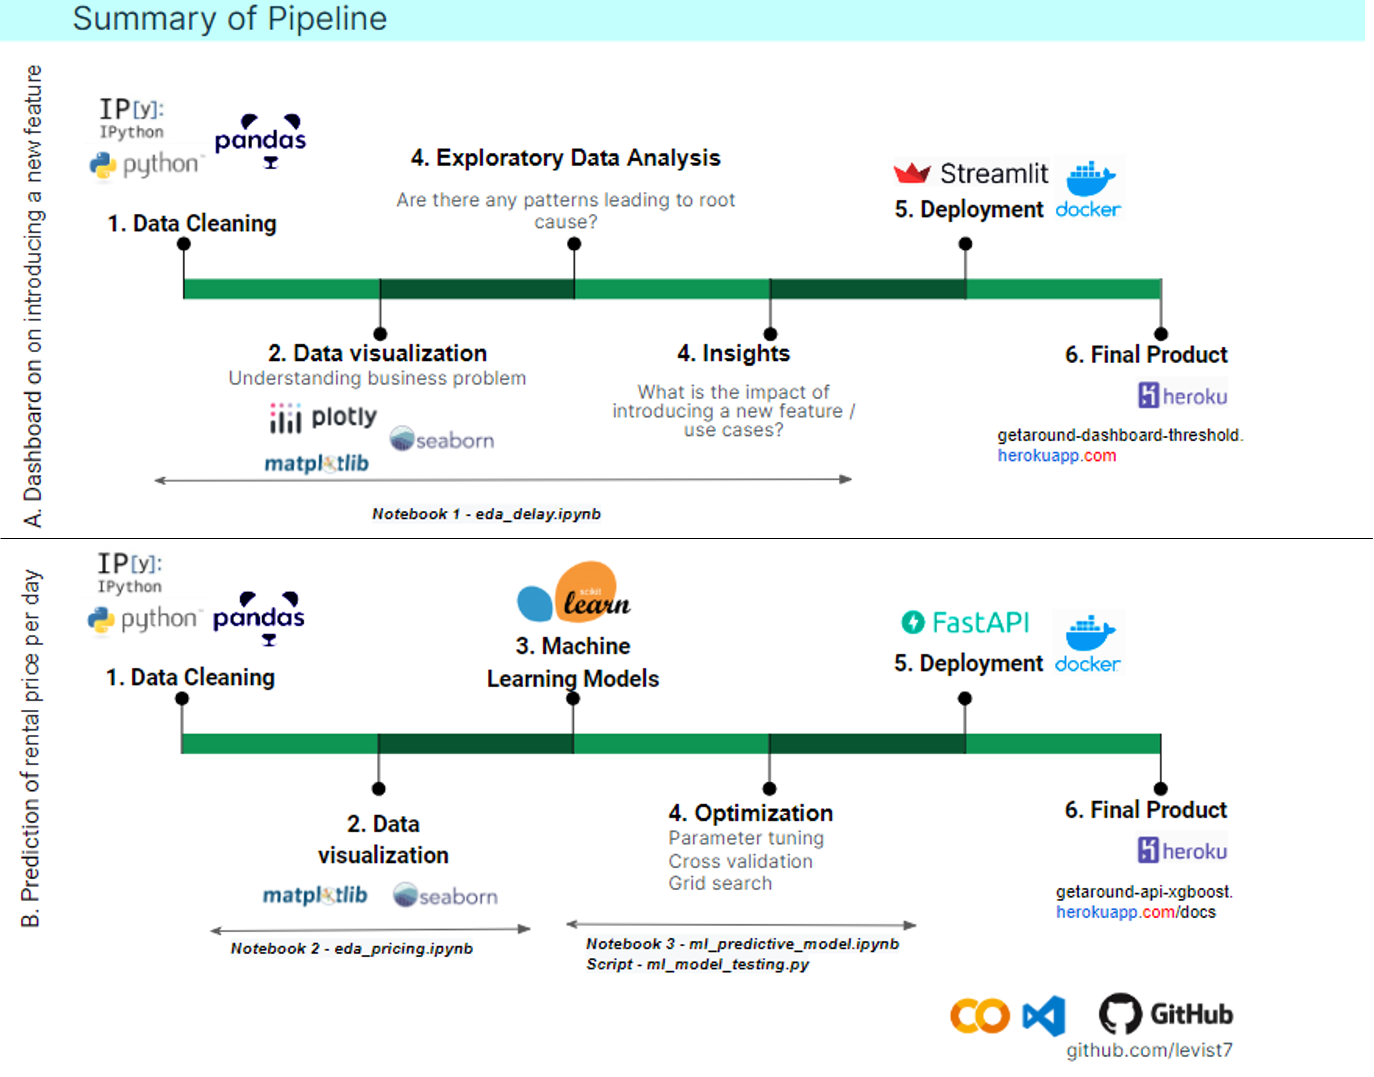 Summary of Pipeline
A. Dashboard on on introducing a new feature
IP[y]:
IPython
python™
pandas
1. Data Cleaning
4. Exploratory Data Analysis
Are there any patterns leading to root
cause?
Streamlit
5. Deployment
docker
2. Data visualization
Understanding business problem
plotly
seaborn
matplotlib
4. Insights
What is the impact of
introducing a new feature /
use cases?
6. Final Product
heroku
getaround-dashboard-threshold.
herokuapp.com
Notebook 1 - eda_delay.ipynb
B. Prediction of rental price per day
IP[y]:
IPython
python™
pandas
1. Data Cleaning
scikit
learn
3. Machine
Learning Models
FastAPI
5. Deployment
docker
2. Data
visualization
matplotlib
seaborn
4. Optimization
Parameter tuning
Cross validation
Grid search
6. Final Product
heroku
getaround-api-xgboost.
herokuapp.com/docs
Notebook 2 - eda_pricing.ipynb
Notebook 3 - ml_predictive_model.ipynb
Script - ml_model_testing.py
GitHub
github.com/levist7